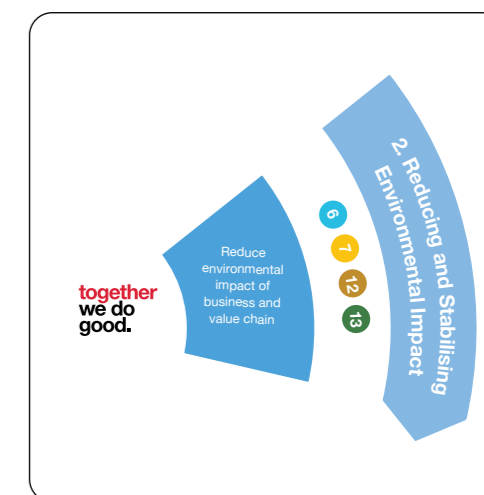 together
we do
good.
Reduce
environmental
impact of
business and
value chain
6
7
12
13
2. Reducing and Stabilising
Environmental Impact